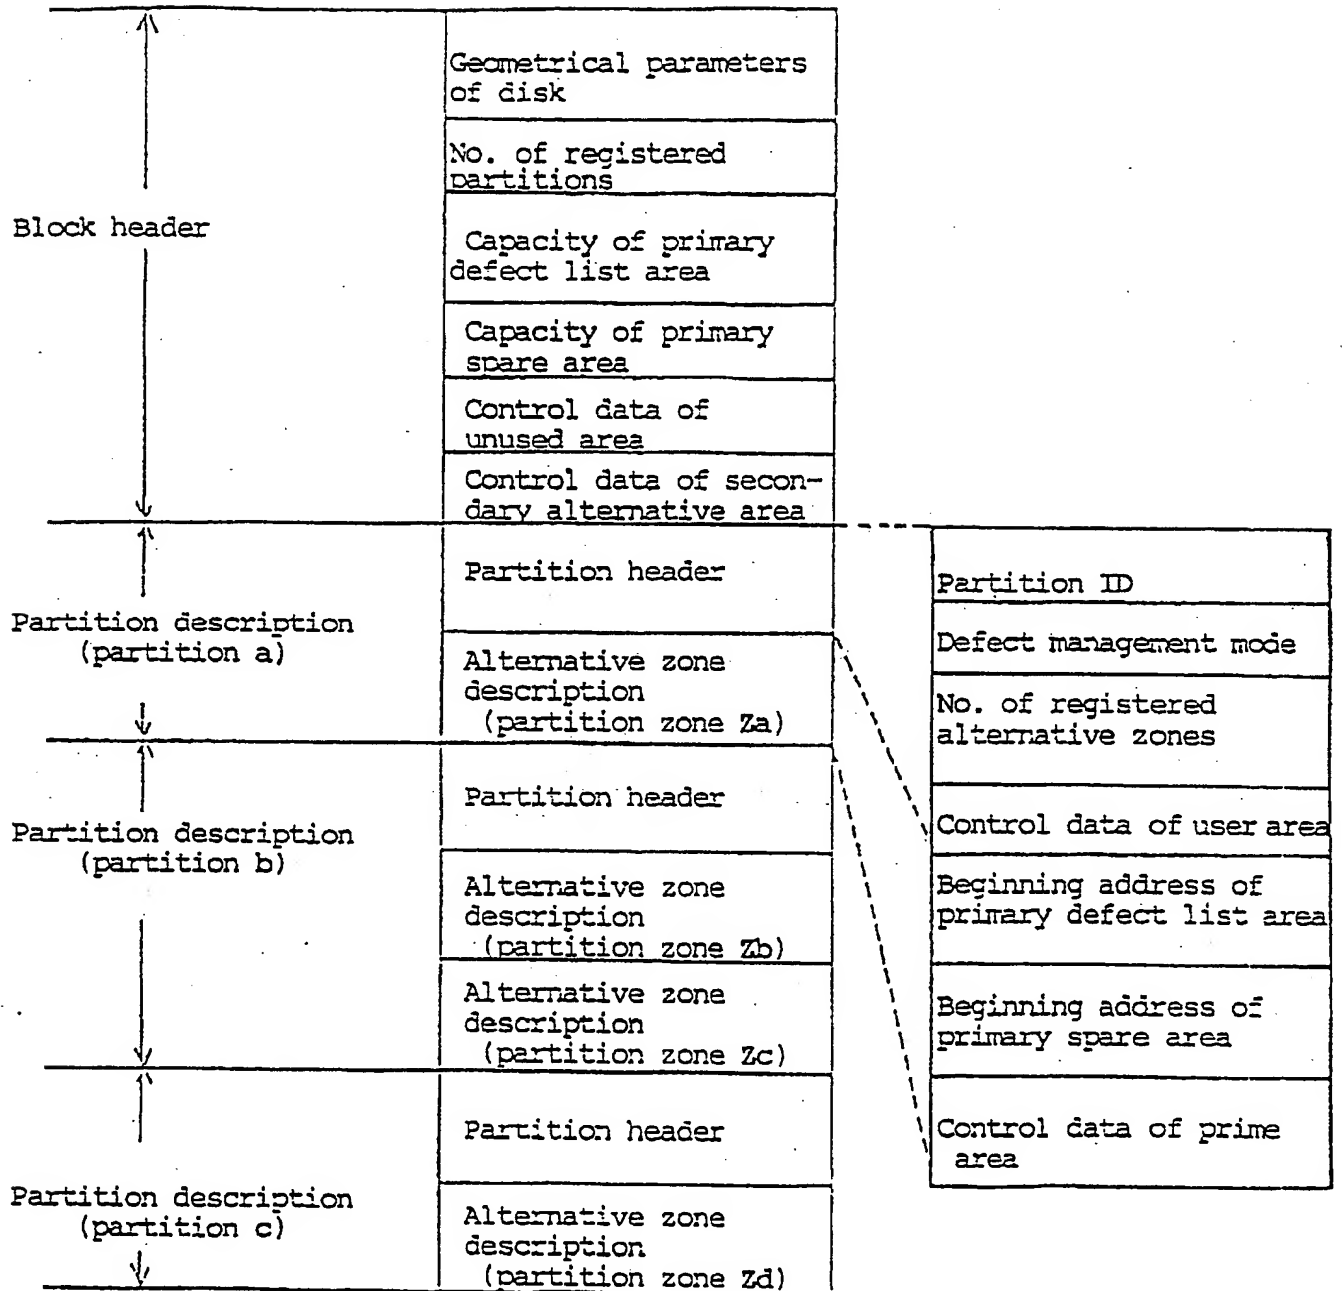 Geometrical parameters
of disk
No. of registered
partitions
Block header
Capacity of primary
defect list area
Capacity of primary
spare area
Control data of
unused area
Control data of secon-
dary alternative area
Partition description
(partition a)
Partition header
Alternative zone
description
(partition zone Za)
Partition description
(partition b)
Partition header
Alternative zone
description
(partition zone Zb)
Alternative zone
description
(partition zone Zc)
Partition description
(partition c)
Partition header
Alternative zone
description
(partition zone Zd)
Partition ID
Defect management mode
No. of registered
alternative zones
Control data of user area
Beginning address of
primary defect list area
Beginning address of
primary spare area
Control data of prime
area